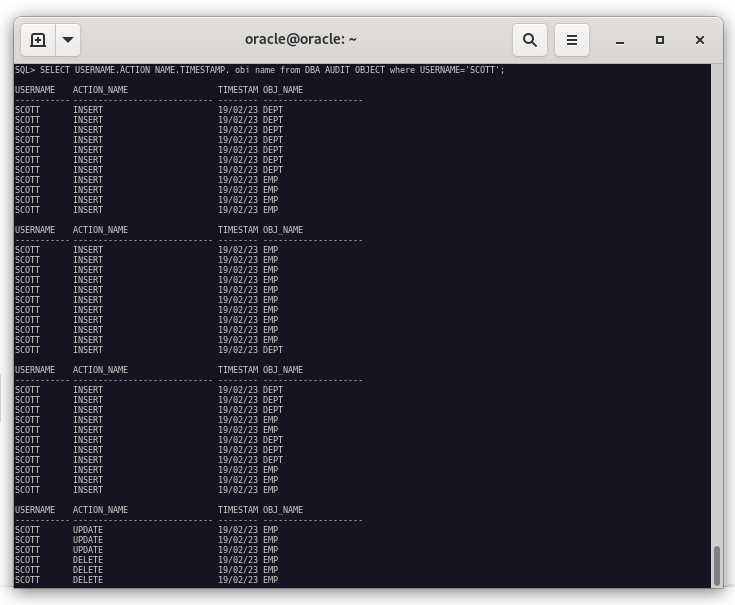 oracle@oracle: ~
SQL> SELECT USERNAME.ACTION NAME.TIMESTAMP. obi name from DBA AUDIT OBJECT where USERNAME='SCOTT';
USERNAME ACTION_NAME TIMESTAM OBJ_NAME
----------- ---------------------------- -------- --------------------
SCOTT INSERT 19/02/23 DEPT
SCOTT INSERT 19/02/23 DEPT
SCOTT INSERT 19/02/23 DEPT
SCOTT INSERT 19/02/23 DEPT
SCOTT INSERT 19/02/23 DEPT
SCOTT INSERT 19/02/23 DEPT
SCOTT INSERT 19/02/23 DEPT
SCOTT INSERT 19/02/23 EMP
SCOTT INSERT 19/02/23 EMP
SCOTT INSERT 19/02/23 EMP
SCOTT INSERT 19/02/23 EMP
USERNAME ACTION_NAME TIMESTAM OBJ_NAME
----------- ---------------------------- -------- --------------------
SCOTT INSERT 19/02/23 EMP
SCOTT INSERT 19/02/23 EMP
SCOTT INSERT 19/02/23 EMP
SCOTT INSERT 19/02/23 EMP
SCOTT INSERT 19/02/23 EMP
SCOTT INSERT 19/02/23 EMP
SCOTT INSERT 19/02/23 EMP
SCOTT INSERT 19/02/23 EMP
SCOTT INSERT 19/02/23 EMP
SCOTT INSERT 19/02/23 EMP
SCOTT INSERT 19/02/23 DEPT
USERNAME ACTION_NAME TIMESTAM OBJ_NAME
----------- ---------------------------- -------- --------------------
SCOTT INSERT 19/02/23 DEPT
SCOTT INSERT 19/02/23 DEPT
SCOTT INSERT 19/02/23 DEPT
SCOTT INSERT 19/02/23 EMP
SCOTT INSERT 19/02/23 EMP
SCOTT INSERT 19/02/23 DEPT
SCOTT INSERT 19/02/23 DEPT
SCOTT INSERT 19/02/23 DEPT
SCOTT INSERT 19/02/23 EMP
SCOTT INSERT 19/02/23 EMP
SCOTT INSERT 19/02/23 EMP
USERNAME ACTION_NAME TIMESTAM OBJ_NAME
----------- ---------------------------- -------- --------------------
SCOTT UPDATE 19/02/23 EMP
SCOTT UPDATE 19/02/23 EMP
SCOTT UPDATE 19/02/23 EMP
SCOTT DELETE 19/02/23 EMP
SCOTT DELETE 19/02/23 EMP
SCOTT DELETE 19/02/23 EMP